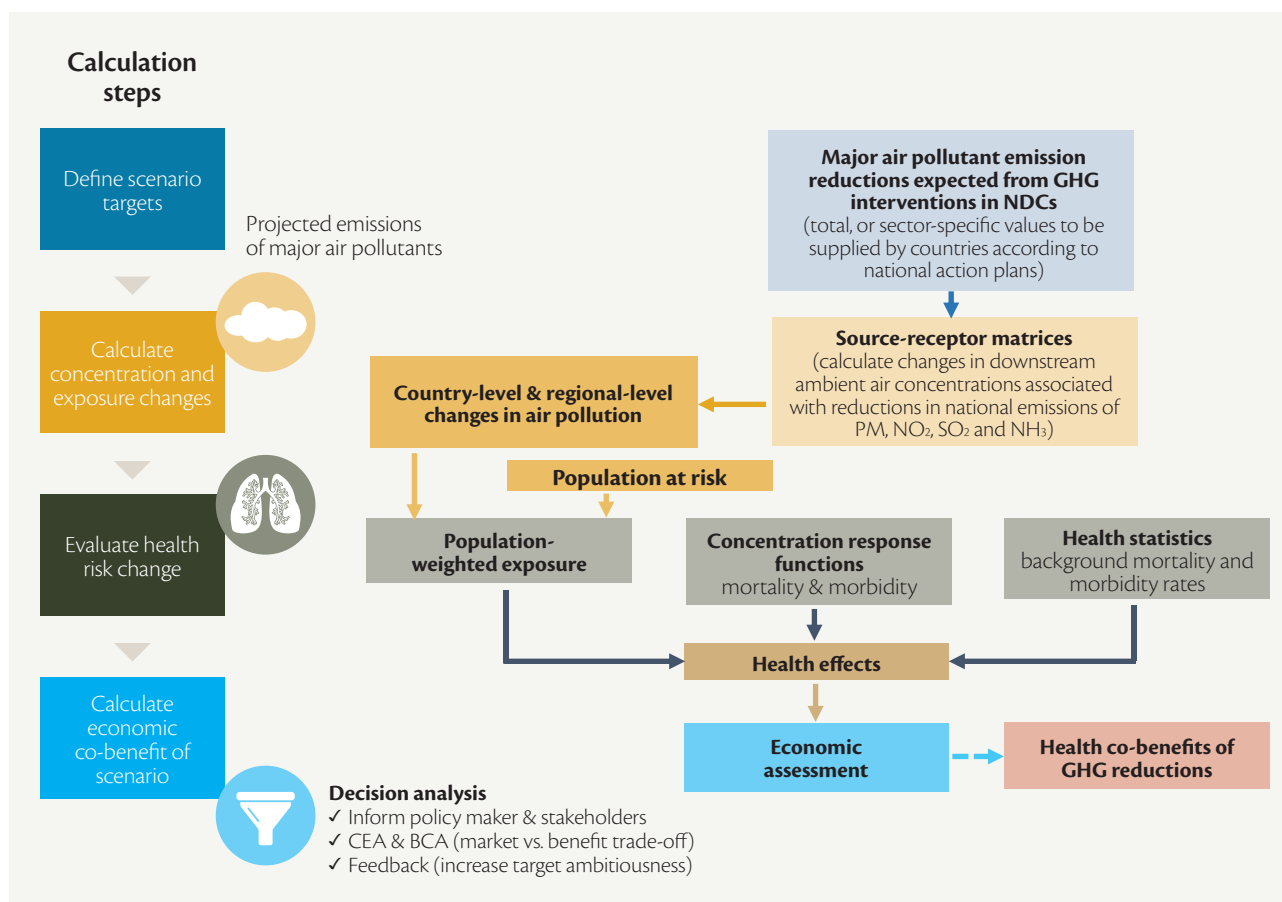 Calculation
steps
Define scenario
targets
Projected emissions
of major air pollutants
Calculate
concentration and
exposure changes
Evaluate health
risk change
Calculate
economic
co-benefit of
scenario
Decision analysis
✓ Inform policy maker & stakeholders
✓ CEA & BCA (market vs. benefit trade-off)
✓ Feedback (increase target ambitiousness)
Major air pollutant emission
reductions expected from GHG
interventions in NDCs
(total, or sector-specific values to be
supplied by countries according to
national action plans)
Source-receptor matrices
(calculate changes in downstream
ambient air concentrations associated
with reductions in national emissions of
PM, NO₂, SO₂ and NH₃)
Country-level & regional-level
changes in air pollution
Population at risk
Population-
weighted exposure
Concentration response
functions
mortality & morbidity
Health statistics
background mortality and
morbidity rates
Health effects
Economic
assessment
Health co-benefits of
GHG reductions